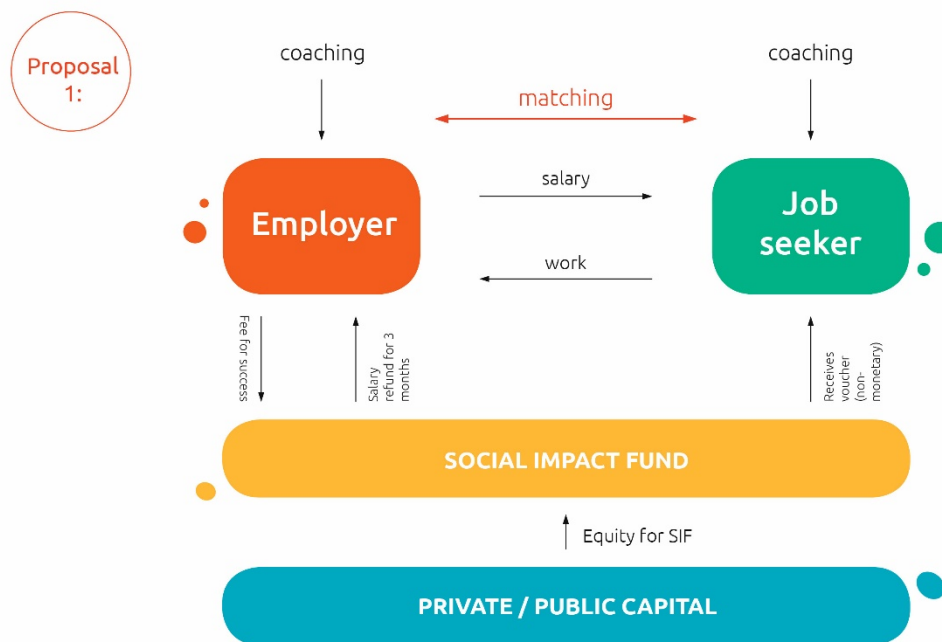 Proposal
1:
coaching
coaching
matching
Employer
salary
work
Job
seeker
Fee for
success
Salary
refund for 3
months
Receives
voucher
(non-
monetary)
SOCIAL IMPACT FUND
Equity for SIF
PRIVATE / PUBLIC CAPITAL